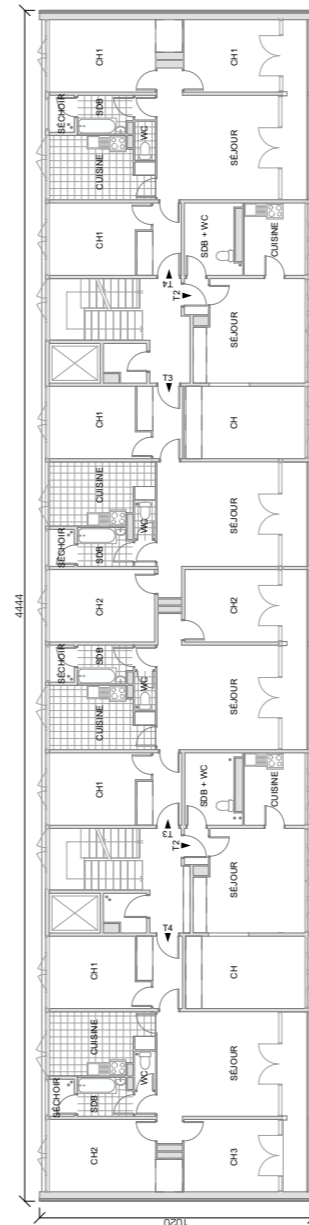 4444
1020
SÉCHOIR
SÉCHOIR
SÉCHOIR
SÉCHOIR
CH2
SDB
CUISINE
CH1
CH1
CUISINE
SDB
CH2
SDB
CUISINE
CH1
CH1
CUISINE
SDB
CH1
WC
WC
WC
WC
T4
T3
T3
T4
T2
T2
SDB + WC
SDB + WC
CH3
SÉJOUR
CH
SÉJOUR
CUISINE
SÉJOUR
CH2
SÉJOUR
CH
SÉJOUR
CUISINE
SÉJOUR
CH1